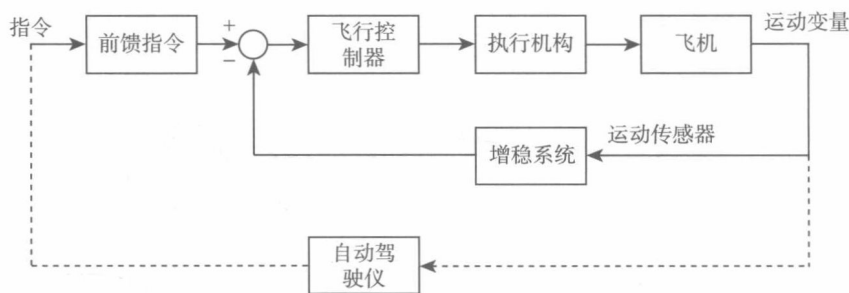 指令
前馈指令
+
−
飞行控
制器
执行机构
飞机
运动变量
增稳系统
运动传感器
自动驾
驶仪